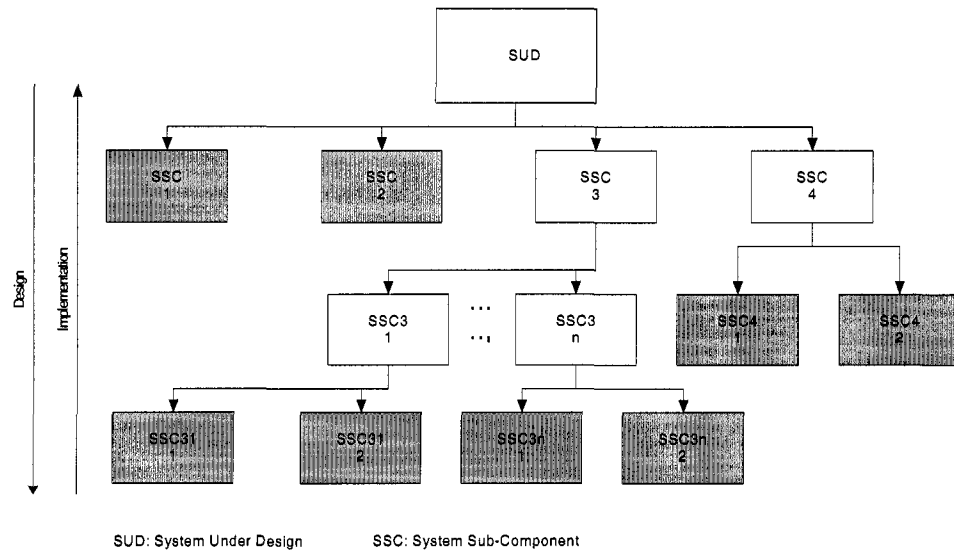 SUD
SSC
1
SSC
2
SSC
3
SSC
4
Design
Implementation
SSC3
1
...
...
SSC3
n
SSC4
1
SSC4
2
SSC31
1
SSC31
2
SSC3n
1
SSC3n
2
SUD: System Under Design
SSC: System Sub-Component